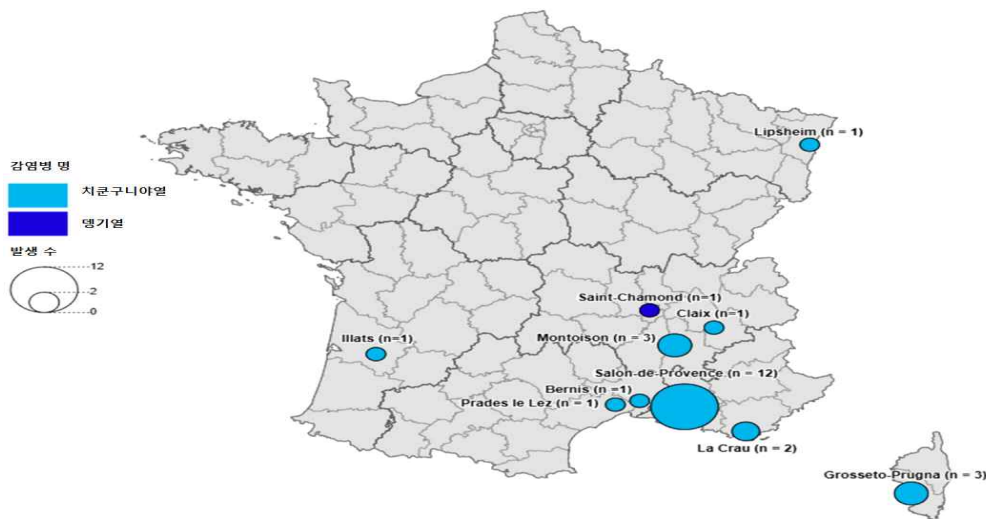 Lipsheim (n = 1)
감염병 명
치쿤구니야열
뎅기열
발생 수
12
2
0
Saint-Chamond (n=1)
Claix (n=1)
Illats (n=1)
Montoison (n = 3)
Salon-de-Provence (n = 12)
Bernis (n =1)
Prades le Lez (n = 1)
La Crau (n = 2)
Grosseto-Prugna (n = 3)